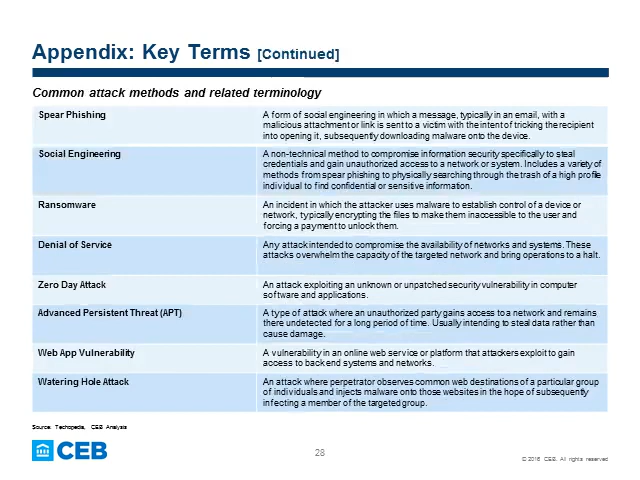 Appendix: Key Terms [Continued]
Common attack methods and related terminology
Spear Phishing
A form of social engineering in which a message, typically in an email, with a
malicious attachment or link is sent to a victim with the intent of tricking the recipient
into opening it, subsequently downloading malware onto the device.
Social Engineering
A non-technical method to compromise information security specifically to steal
credentials and gain unauthorized access to a network or system. Includes a variety of
methods from spear phishing to physically searching through the trash of a high profile
individual to find confidential or sensitive information.
Ransomware
An incident in which the attacker uses malware to establish control of a device or
network, typically encrypting the files to make them inaccessible to the user and
forcing a payment to unlock them.
Denial of Service
Any attack intended to compromise the availability of networks and systems. These
attacks overwhelm the capacity of the targeted network and bring operations to a halt.
Zero Day Attack
An attack exploiting an unknown or unpatched security vulnerability in computer
software and applications.
Advanced Persistent Threat (APT)
A type of attack where an unauthorized party gains access to a network and remains
there undetected for a long period of time. Usually intending to steal data rather than
cause damage.
Web App Vulnerability
A vulnerability in an online web service or platform that attackers exploit to gain
access to back end systems and networks.
Watering Hole Attack
An attack where perpetrator observes common web destinations of a particular group
of individuals and injects malware onto those websites in the hope of subsequently
infecting a member of the targeted group.
Source: Techopedia, CEB Analysis
CEB
28
© 2016 CEB. All rights reserved